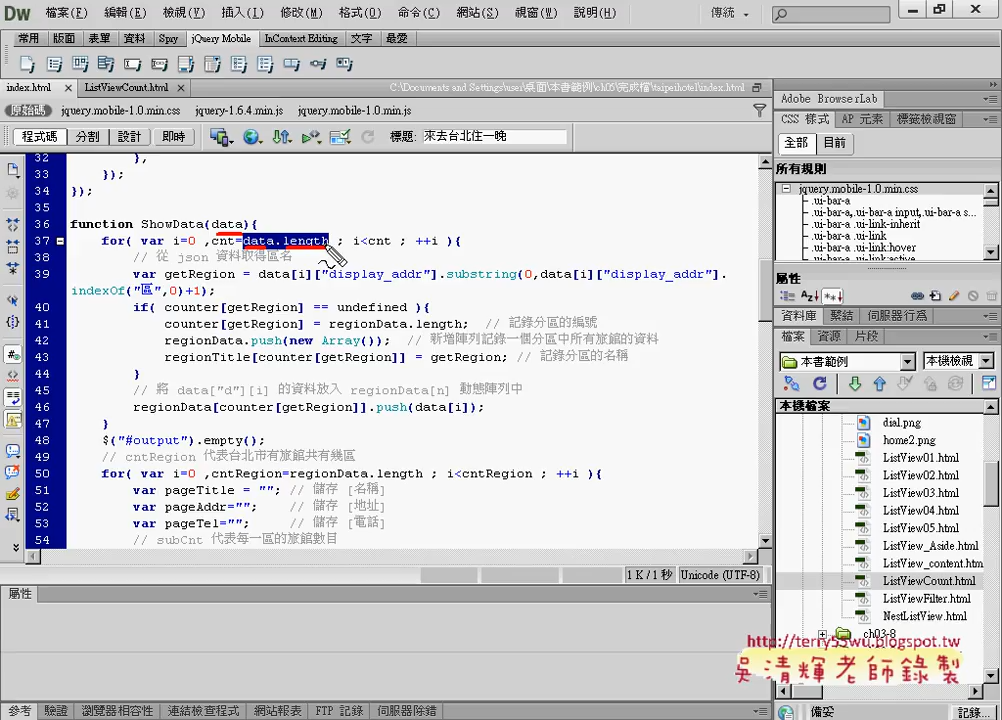 Dw 檔案(F) 編輯(E) 檢視(V) 插入(I) 修改(M) 格式(O) 命令(C) 網站(S) 視窗(W) 說明(H) 傳統
常用 版面 表單 資料 Spry jQuery Mobile InContext Editing 文字 最愛
index.html ListViewCount.html C:\Documents and Settings\user\桌面\本書範例\ch05\完成檔\taipeihotel\index.html
原始碼 jquery.mobile-1.0.min.css jquery-1.6.4.min.js jquery.mobile-1.0.min.js
程式碼 分割 設計 即時 標題: 來去台北住一晚
32 },
33 });
34 });
35
36 function ShowData(data){
37 for( var i=0 ,cnt=data.length ; i<cnt ; ++i ){
38 // 從 json 資料取得區名
39 var getRegion = data[i]["display_addr"].substring(0,data[i]["display_addr"].
indexOf("區",0)+1);
40 if( counter[getRegion] == undefined ){
41 counter[getRegion] = regionData.length; // 記錄分區的編號
42 regionData.push(new Array()); // 新增陣列記錄一個分區中所有旅館的資料
43 regionTitle[counter[getRegion]] = getRegion; // 記錄分區的名稱
44 }
45 // 將 data["d"][i] 的資料放入 regionData[n] 動態陣列中
46 regionData[counter[getRegion]].push(data[i]);
47 }
48 $("#output").empty();
49 // cntRegion 代表台北市有旅館共有幾區
50 for( var i=0 ,cntRegion=regionData.length ; i<cntRegion ; ++i ){
51 var pageTitle = ""; // 儲存 [名稱]
52 var pageAddr=""; // 儲存 [地址]
53 var pageTel=""; // 儲存 [電話]
54 // subCnt 代表每一區的旅館數目
1 K / 1 秒 Unicode (UTF-8)
屬性
參考 驗證 瀏覽器相容性 連結檢查程式 網站報表 FTP 記錄 伺服器除錯
Adobe BrowserLab
CSS 樣式 AP 元素 標籤檢視窗
全部 目前
所有規則
jquery.mobile-1.0.min.css
.ui-bar-a
.ui-bar-a, .ui-bar-a input, .ui-bar-a s...
.ui-bar-a .ui-link
.ui-bar-a .ui-link:hover
屬性
資料庫 繫結 伺服器行為
檔案 資源 片段
本書範例 本機檢視
本機檔案
dial.png
home2.png
ListView01.html
ListView02.html
ListView03.html
ListView04.html
ListView05.html
ListView_Aside.html
ListView_content.htm
ListViewCount.html
ListViewFilter.html
NestListView.html
ch03-8
http://terry55wu.blogspot.tw
吳清輝老師錄製
備妥 記錄...